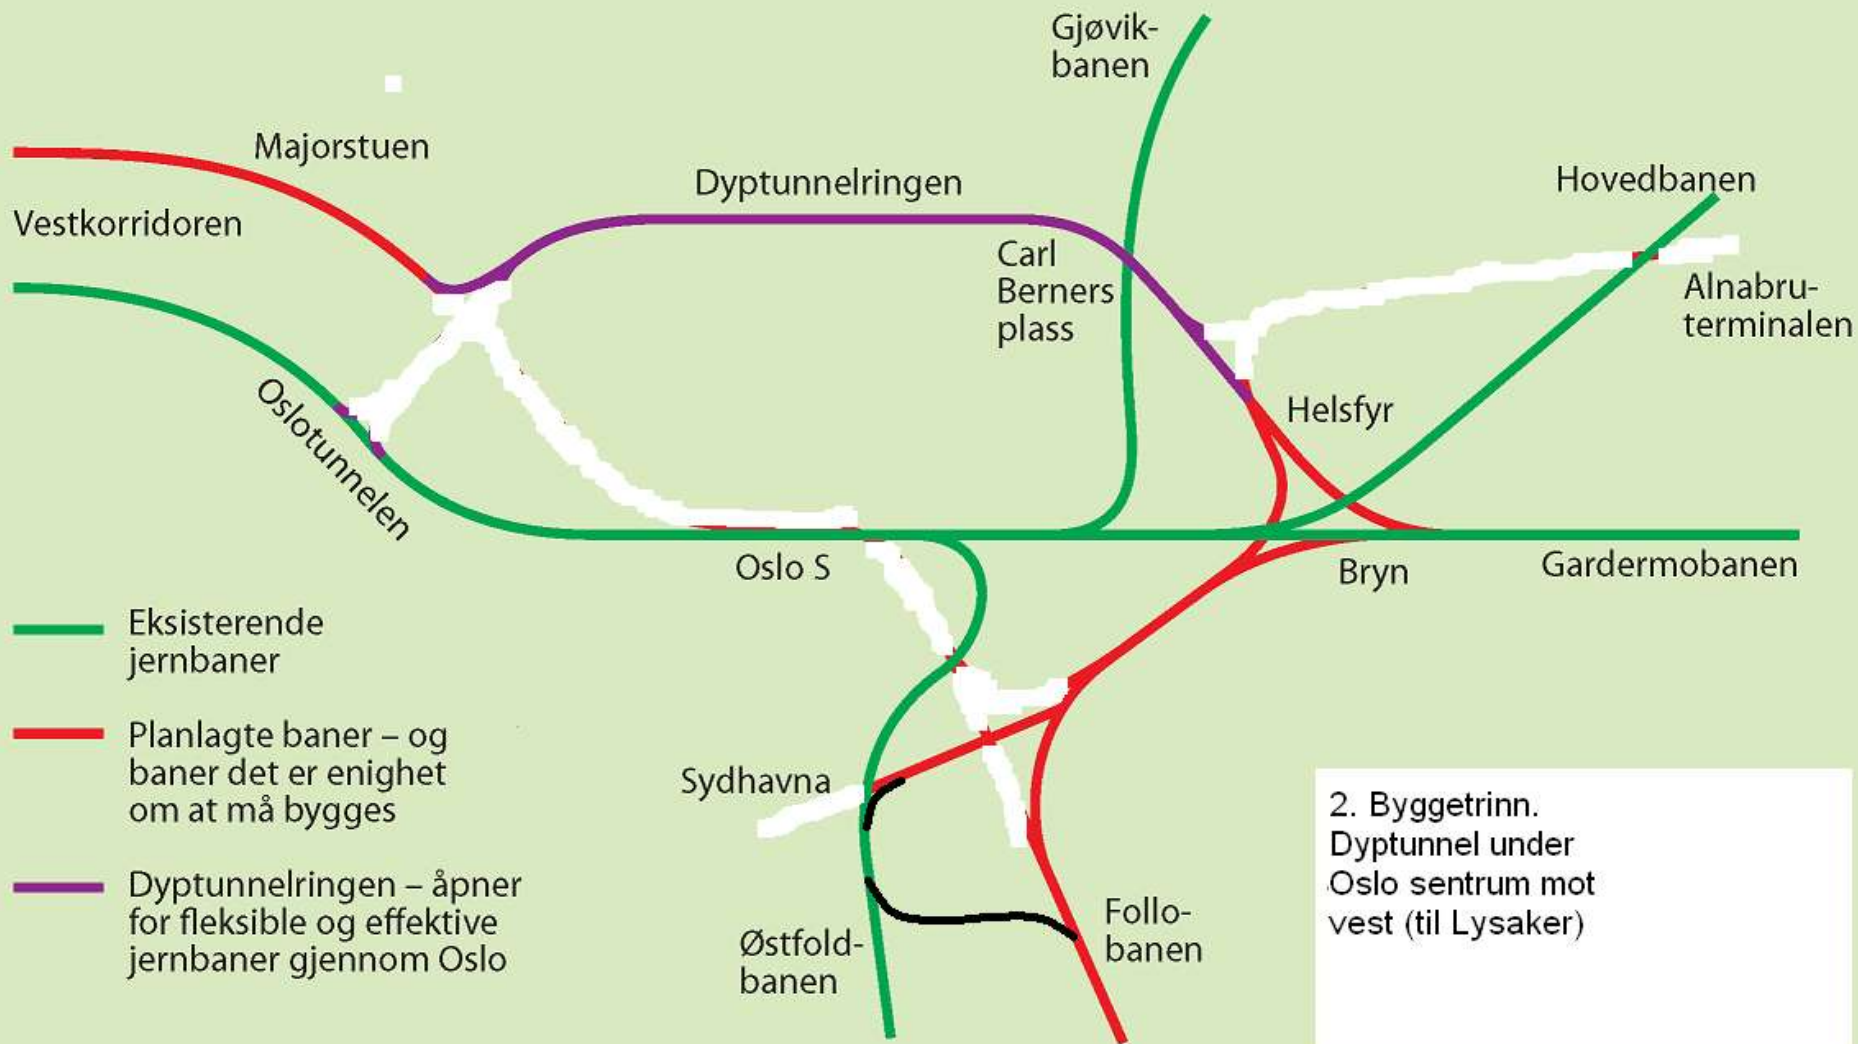 Gjøvik-
banen
Majorstuen
Dyptunnelringen
Hovedbanen
Vestkorridoren
Carl
Berners
plass
Alnabru-
terminalen
Oslotunnelen
Helsfyr
Oslo S
Bryn
Gardermobanen
Eksisterende
jernbaner
Planlagte baner – og
baner det er enighet
om at må bygges
Dyptunnelringen – åpner
for fleksible og effektive
jernbaner gjennom Oslo
Sydhavna
Østfold-
banen
Follo-
banen
2. Byggetrinn.
Dyptunnel under
Oslo sentrum mot
vest (til Lysaker)